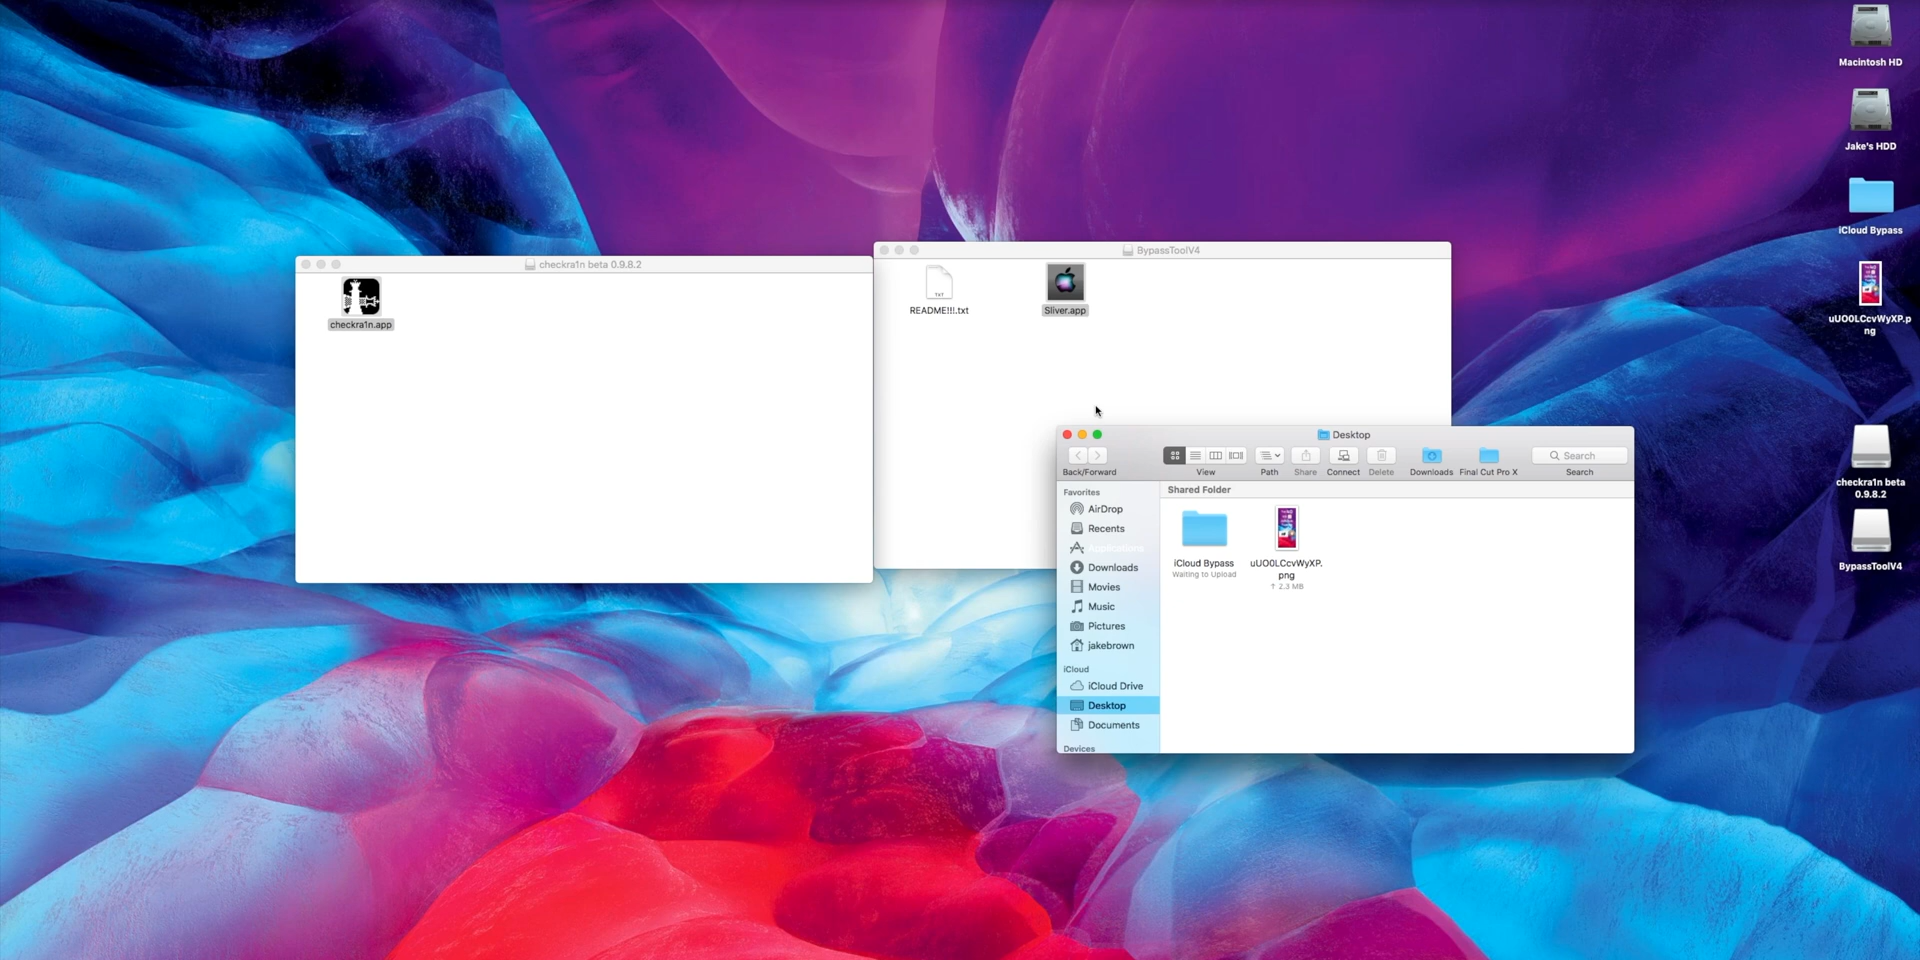 Macintosh HD
Jake's HDD
iCloud Bypass
uUO0LCcvWyXP.p
ng
checkra1n beta
0.9.8.2
BypassToolV4
checkra1n beta 0.9.8.2
checkra1n.app
BypassToolV4
TXT
README!!!.txt
Sliver.app
Desktop
Search
Back/Forward
View
Path
Share
Connect
Delete
Downloads
Final Cut Pro X
Search
Favorites
AirDrop
Recents
Applications
Downloads
Movies
Music
Pictures
jakebrown
iCloud
iCloud Drive
Desktop
Documents
Devices
Shared Folder
iCloud Bypass
Waiting to Upload
uUO0LCcvWyXP.
png
↑ 2.3 MB